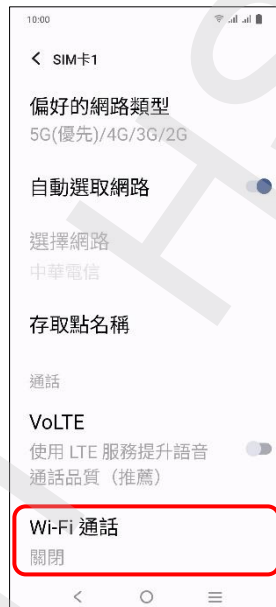 10:00
SIM卡1
偏好的網路類型
5G(優先)/4G/3G/2G
自動選取網路
選擇網路
中華電信
存取點名稱
通話
VoLTE
使用 LTE 服務提升語音
通話品質（推薦）
Wi-Fi 通話
關閉